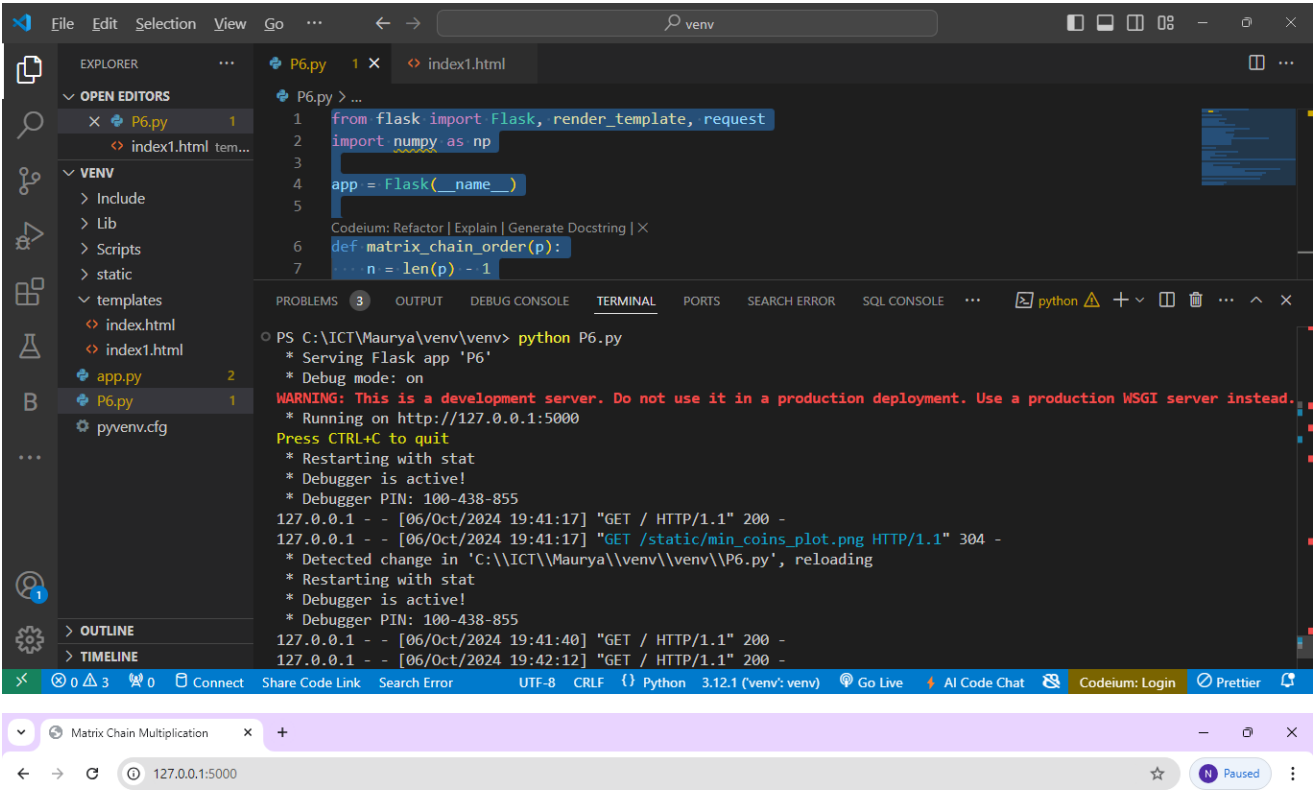 File Edit Selection View Go ··· ← → venv
EXPLORER ···
OPEN EDITORS
P6.py 1
index1.html tem...
VENV
> Include
> Lib
> Scripts
> static
templates
index.html
index1.html
app.py 2
P6.py 1
pyvenv.cfg
> OUTLINE
> TIMELINE
P6.py 1 × index1.html
P6.py > ...
1 from flask import Flask, render_template, request
2 import numpy as np
3
4 app = Flask(__name__)
5
Codeium: Refactor | Explain | Generate Docstring | ×
6 def matrix_chain_order(p):
7 n = len(p) - 1
PROBLEMS 3 OUTPUT DEBUG CONSOLE TERMINAL PORTS SEARCH ERROR SQL CONSOLE ··· python
PS C:\ICT\Maurya\venv\venv> python P6.py
* Serving Flask app 'P6'
* Debug mode: on
WARNING: This is a development server. Do not use it in a production deployment. Use a production WSGI server instead.
* Running on http://127.0.0.1:5000
Press CTRL+C to quit
* Restarting with stat
* Debugger is active!
* Debugger PIN: 100-438-855
127.0.0.1 - - [06/Oct/2024 19:41:17] "GET / HTTP/1.1" 200 -
127.0.0.1 - - [06/Oct/2024 19:41:17] "GET /static/min_coins_plot.png HTTP/1.1" 304 -
* Detected change in 'C:\\ICT\\Maurya\\venv\\venv\\P6.py', reloading
* Restarting with stat
* Debugger is active!
* Debugger PIN: 100-438-855
127.0.0.1 - - [06/Oct/2024 19:41:40] "GET / HTTP/1.1" 200 -
127.0.0.1 - - [06/Oct/2024 19:42:12] "GET / HTTP/1.1" 200 -
B
1
0 3 0 Connect Share Code Link Search Error UTF-8 CRLF {} Python 3.12.1 ('venv': venv) Go Live AI Code Chat Codeium: Login Prettier
Matrix Chain Multiplication × +
127.0.0.1:5000 N Paused